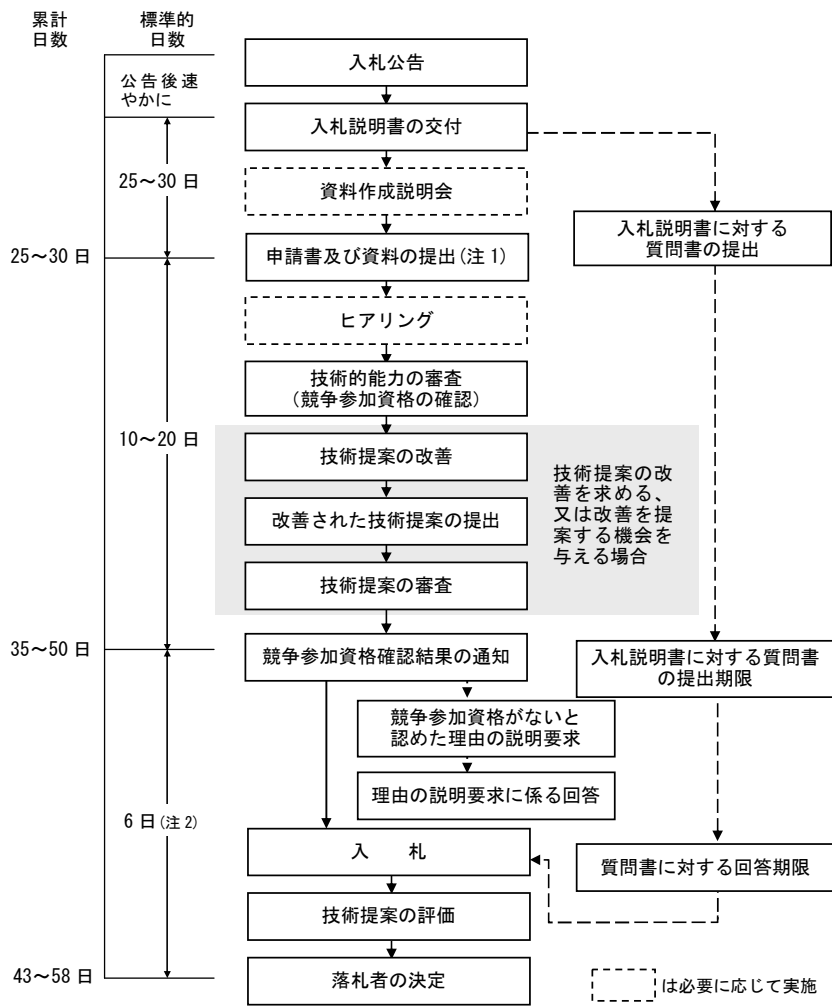 累計
日数
標準的
日数
公告後速
やかに
25～30 日
25～30 日
10～20 日
35～50 日
6 日(注 2)
43～58 日
入札公告
入札説明書の交付
資料作成説明会
申請書及び資料の提出(注 1)
ヒアリング
技術的能力の審査
(競争参加資格の確認)
技術提案の改善
改善された技術提案の提出
技術提案の審査
技術提案の改
善を求める、
又は改善を提
案する機会を
与える場合
競争参加資格確認結果の通知
競争参加資格がないと
認めた理由の説明要求
理由の説明要求に係る回答
入　札
技術提案の評価
落札者の決定
入札説明書に対する
質問書の提出
入札説明書に対する質問書
の提出期限
質問書に対する回答期限
は必要に応じて実施